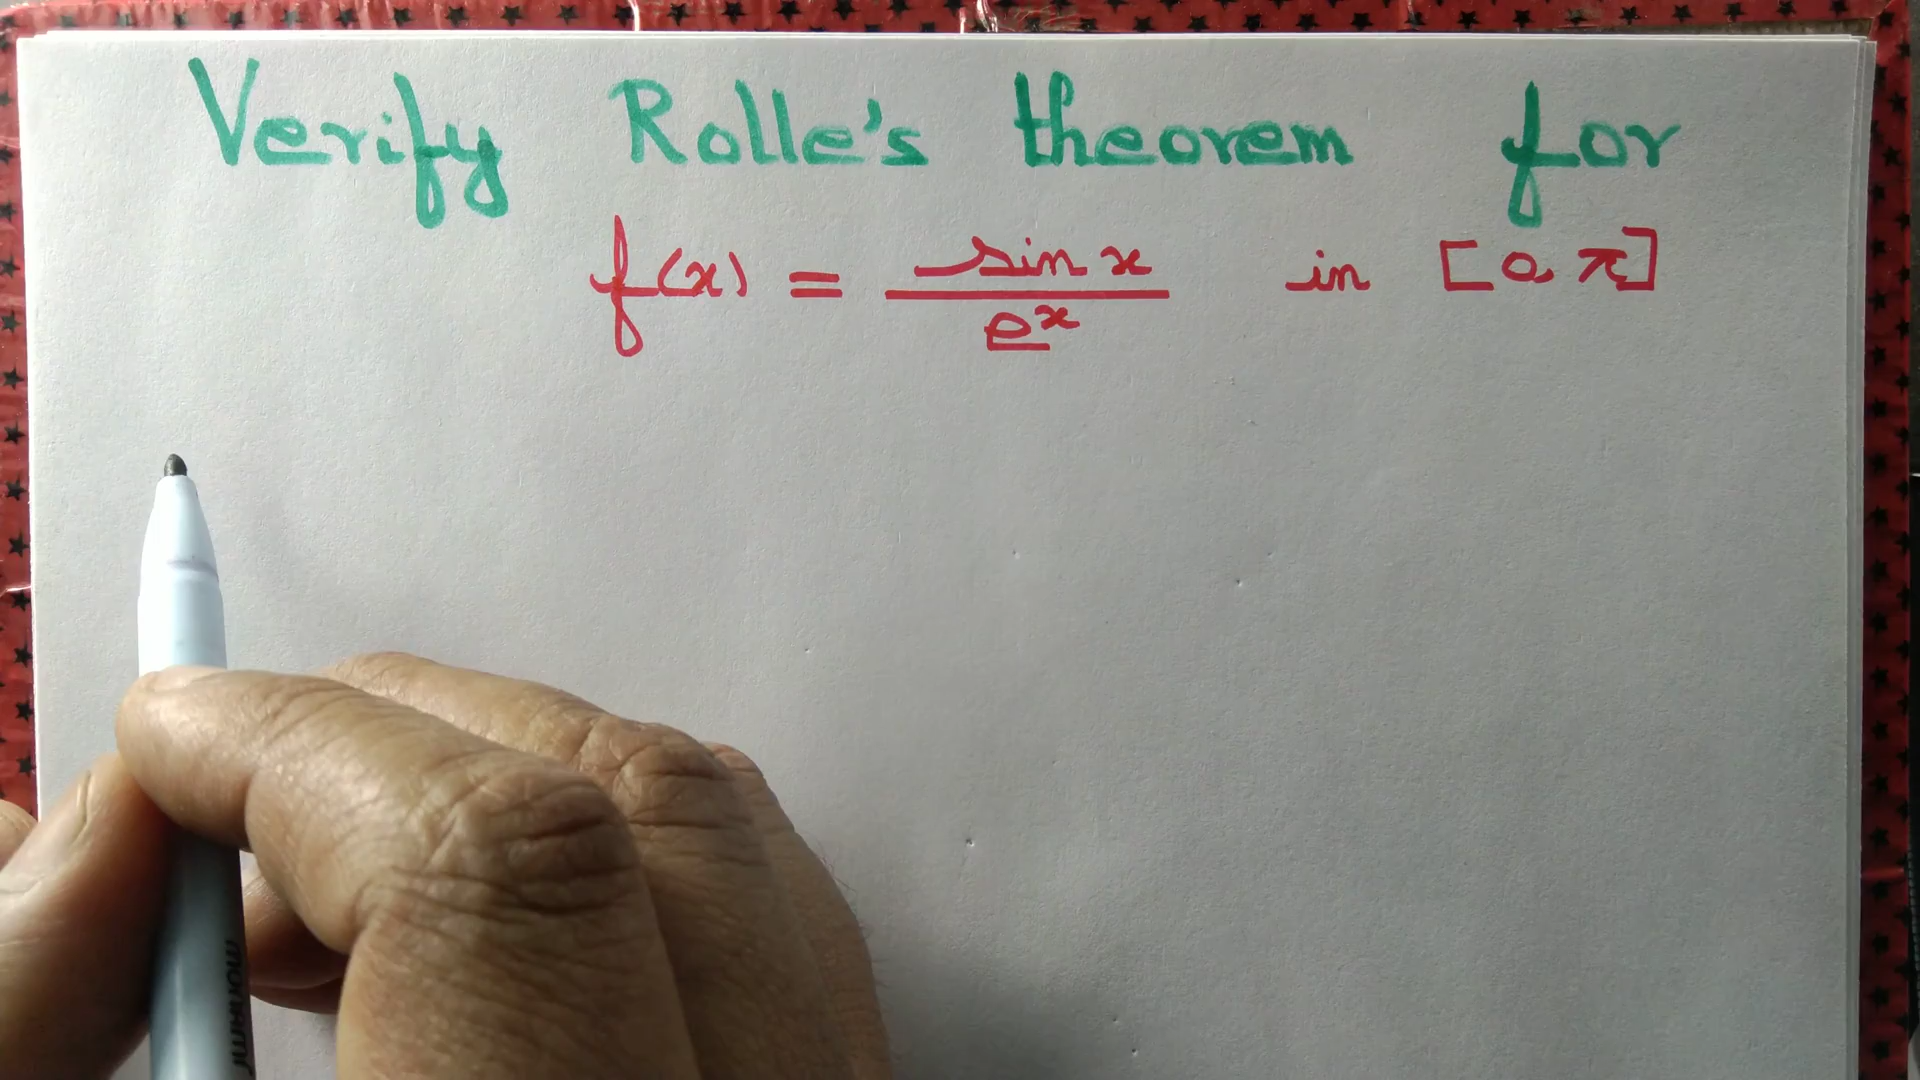 Verify Rolle's theorem for
f(x) = sin x / e^x in [0, π]